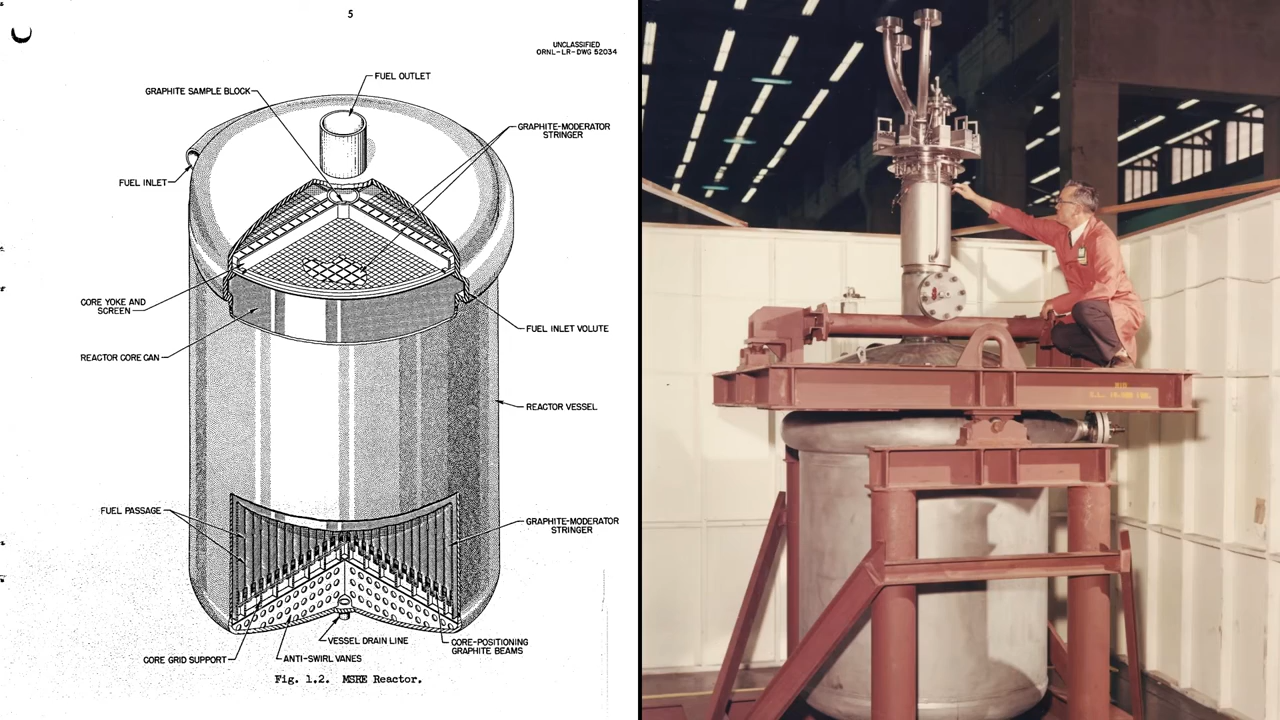 5
UNCLASSIFIED
ORNL-LR-DWG 52034
FUEL OUTLET
GRAPHITE SAMPLE BLOCK
GRAPHITE-MODERATOR
STRINGER
FUEL INLET
CORE YOKE AND
SCREEN
FUEL INLET VOLUTE
REACTOR CORE CAN
REACTOR VESSEL
FUEL PASSAGE
GRAPHITE-MODERATOR
STRINGER
VESSEL DRAIN LINE
CORE-POSITIONING
GRAPHITE BEAMS
CORE GRID SUPPORT
ANTI-SWIRL VANES
Fig. 1.2. MSRE Reactor.